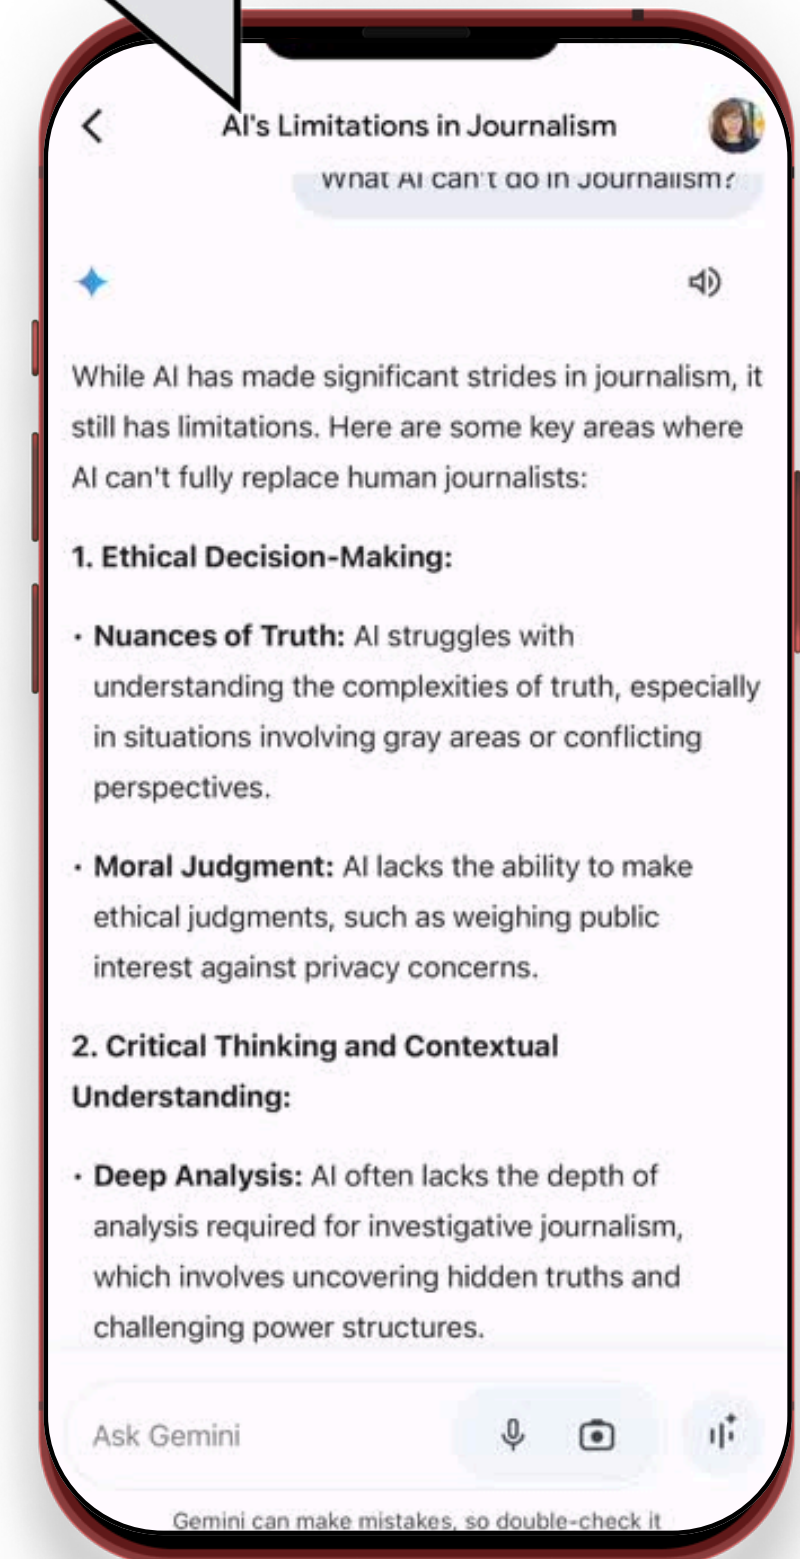 AI's Limitations in Journalism
What AI can't do in Journalism?
While AI has made significant strides in journalism, it
still has limitations. Here are some key areas where
AI can't fully replace human journalists:
1. Ethical Decision-Making:
• Nuances of Truth: AI struggles with
understanding the complexities of truth, especially
in situations involving gray areas or conflicting
perspectives.
• Moral Judgment: AI lacks the ability to make
ethical judgments, such as weighing public
interest against privacy concerns.
2. Critical Thinking and Contextual
Understanding:
• Deep Analysis: AI often lacks the depth of
analysis required for investigative journalism,
which involves uncovering hidden truths and
challenging power structures.
Ask Gemini
Gemini can make mistakes, so double-check it